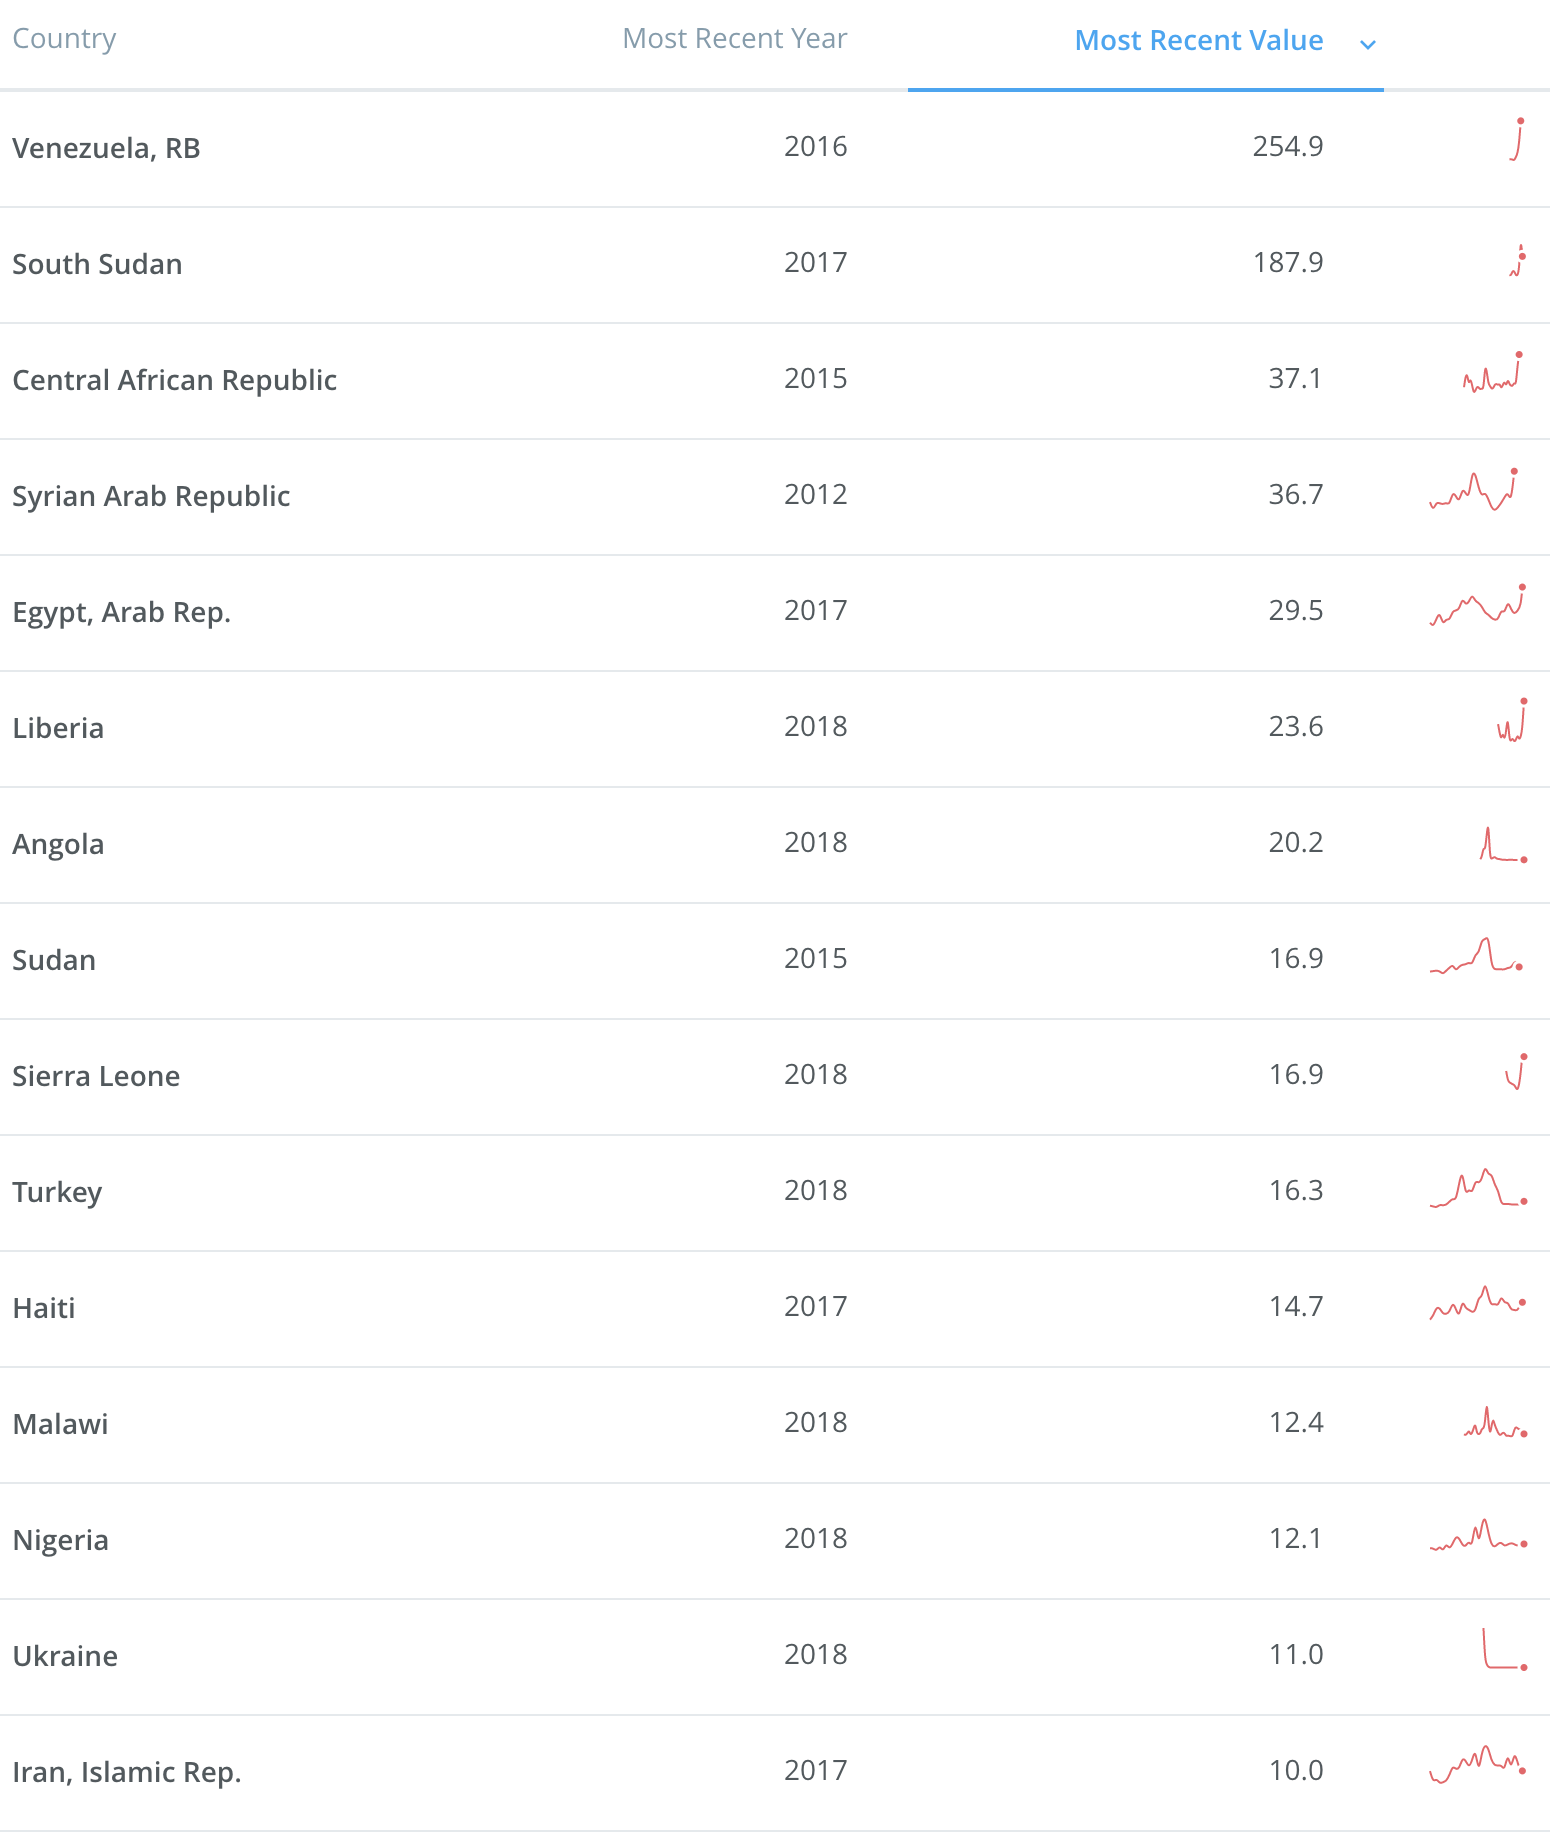 Country Most Recent Year Most Recent Value
Venezuela, RB 2016 254.9
South Sudan 2017 187.9
Central African Republic 2015 37.1
Syrian Arab Republic 2012 36.7
Egypt, Arab Rep. 2017 29.5
Liberia 2018 23.6
Angola 2018 20.2
Sudan 2015 16.9
Sierra Leone 2018 16.9
Turkey 2018 16.3
Haiti 2017 14.7
Malawi 2018 12.4
Nigeria 2018 12.1
Ukraine 2018 11.0
Iran, Islamic Rep. 2017 10.0